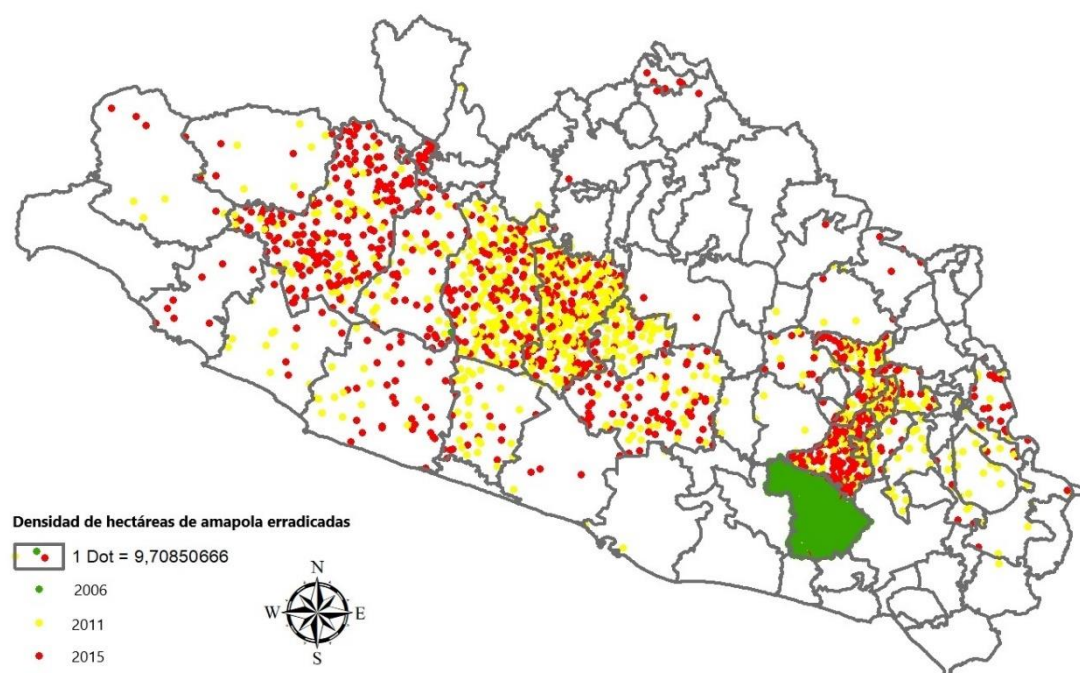 Densidad de hectáreas de amapola erradicadas
1 Dot = 9,70850666
2006
2011
2015
N
W E
S